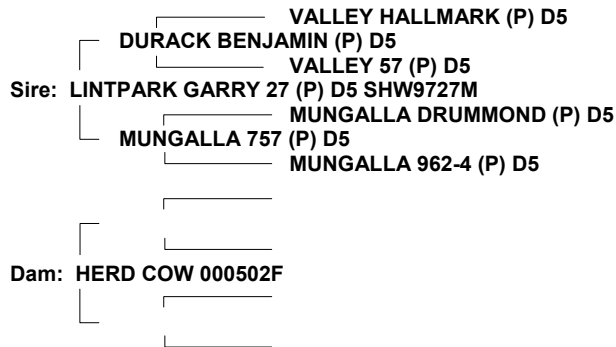 VALLEY HALLMARK (P) D5
DURACK BENJAMIN (P) D5
VALLEY 57 (P) D5
Sire: LINTPARK GARRY 27 (P) D5 SHW9727M
MUNGALLA DRUMMOND (P) D5
MUNGALLA 757 (P) D5
MUNGALLA 962-4 (P) D5
Dam: HERD COW 000502F